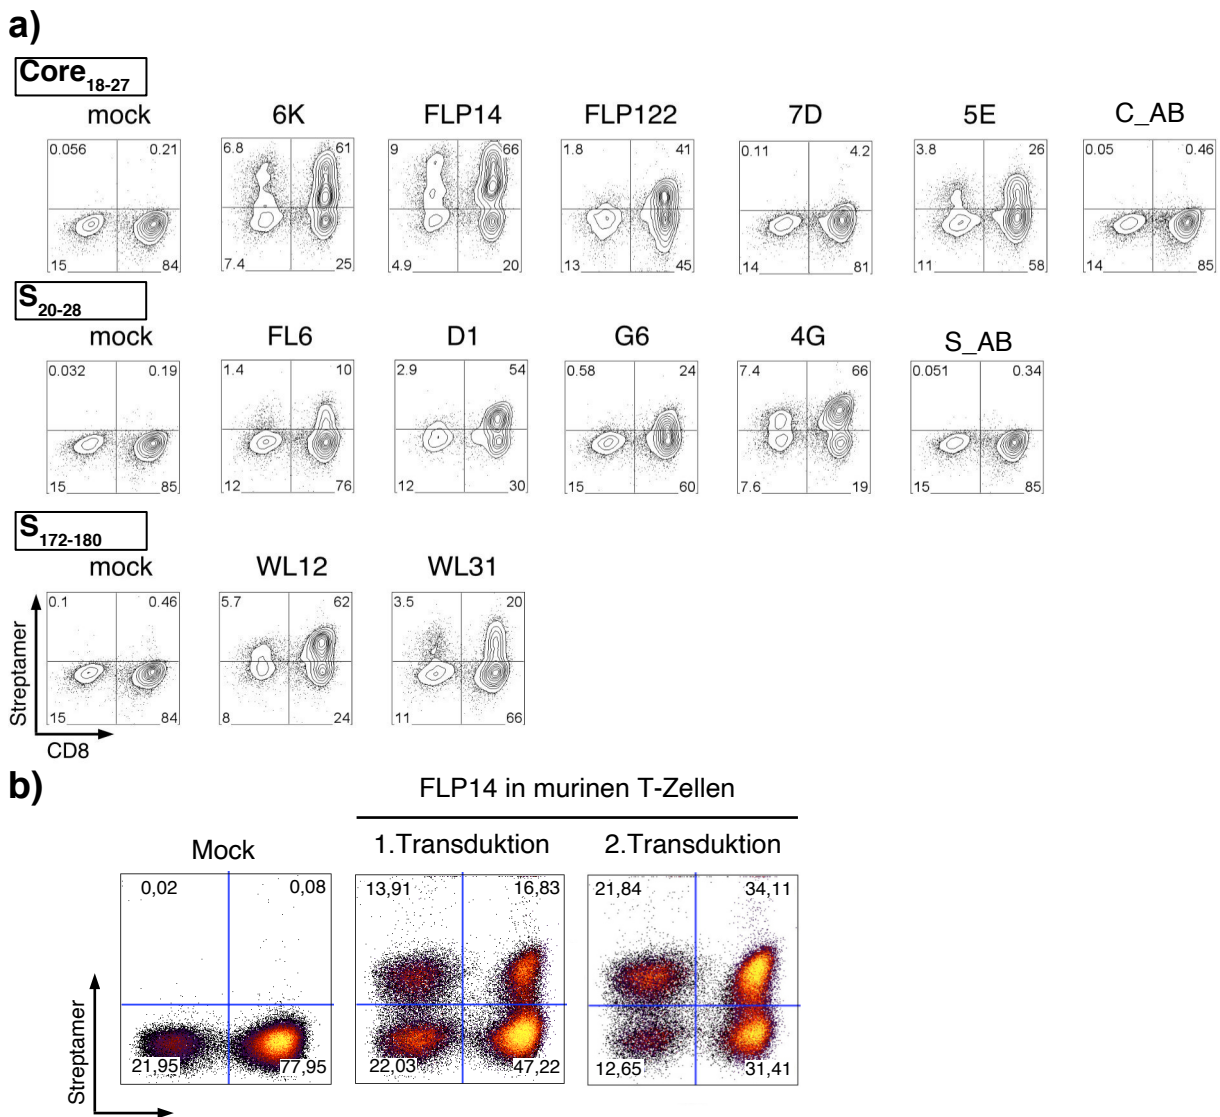 a)
Core18-27
mock 6K FLP14 FLP122 7D 5E C_AB
0.056 0.21 6.8 61 9 66 1.8 41 0.11 4.2 3.8 26 0.05 0.46
15 84 7.4 25 4.9 20 13 45 14 81 11 58 14 85
S20-28
mock FL6 D1 G6 4G S_AB
0.032 0.19 1.4 10 2.9 54 0.58 24 7.4 66 0.051 0.34
15 85 12 76 12 30 15 60 7.6 19 15 85
S172-180
mock WL12 WL31
0.1 0.46 5.7 62 3.5 20
15 84 8 24 11 66
Streptamer
CD8
b)
FLP14 in murinen T-Zellen
Mock 1.Transduktion 2.Transduktion
0,02 0,08 13,91 16,83 21,84 34,11
21,95 77,95 22,03 47,22 12,65 31,41
Streptamer